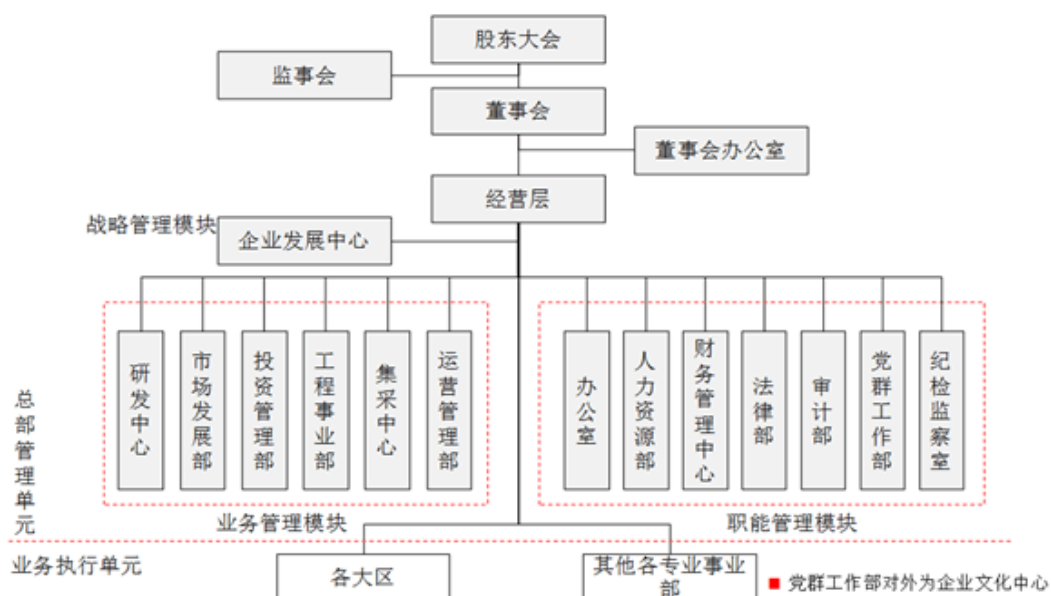 股东大会
监事会
董事会
董事会办公室
经营层
战略管理模块
企业发展中心
研发中心
市场发展部
投资管理部
工程事业部
集采中心
运营管理部
办公室
人力资源部
财务管理中心
法律部
审计部
党群工作部
纪检监察室
总部管理单元
业务管理模块
职能管理模块
业务执行单元
各大区
其他各专业事业
部
党群工作部对外为企业文化中心